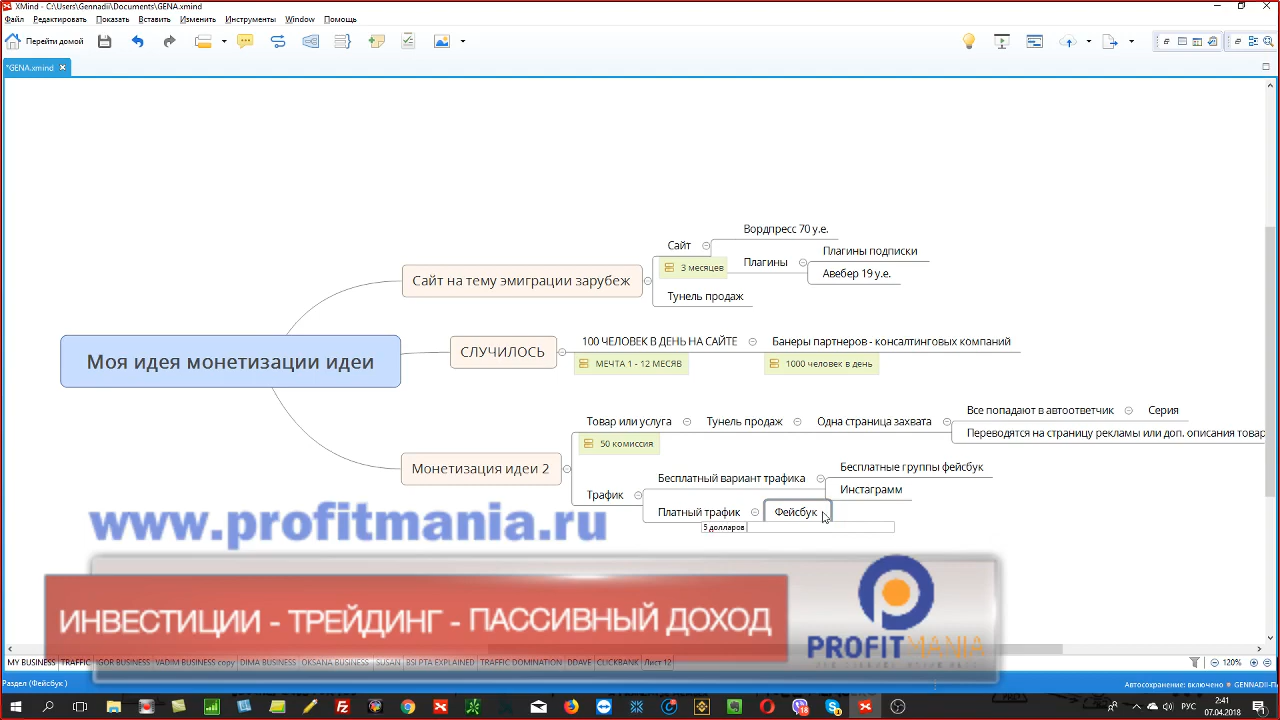 XMind - C:\Users\Gennadii\Documents\GENA.xmind
Файл Редактировать Показать Вставить Изменить Инструменты Window Помощь
Перейти домой
*GENA.xmind
Вордпресс 70 у.е.
Сайт
Плагины подписки
3 месяцев
Плагины
Авебер 19 у.е.
Сайт на тему эмиграции зарубеж
Тунель продаж
100 ЧЕЛОВЕК В ДЕНЬ НА САЙТЕ
Банеры партнеров - консалтинговых компаний
СЛУЧИЛОСЬ
Моя идея монетизации идеи
МЕЧТА 1 - 12 МЕСЯВ
1000 человек в день
Все попадают в автоответчик
Серия
Товар или услуга
Тунель продаж
Одна страница захвата
Переводятся на страницу рекламы или доп. описания товар
50 комиссия
Монетизация идеи 2
Бесплатные группы фейсбук
Бесплатный вариант трафика
Инстаграмм
Трафик
Платный трафик
Фейсбук
5 долларов
www.profitmania.ru
ИНВЕСТИЦИИ - ТРЕЙДИНГ - ПАССИВНЫЙ ДОХОД
PROFITMANIA
MY BUSINESS TRAFFIC IGOR BUSINESS VADIM BUSINESS copy DIMA BUSINESS OKSANA BUSINESS SUSAN BSI PTA EXPLAINED TRAFFIC DOMINATION DDAVE CLICKBANK Лист 12
120%
Раздел (Фейсбук )
Автосохранение: включено
GENNADII-
РУС
2:41
07.04.2018